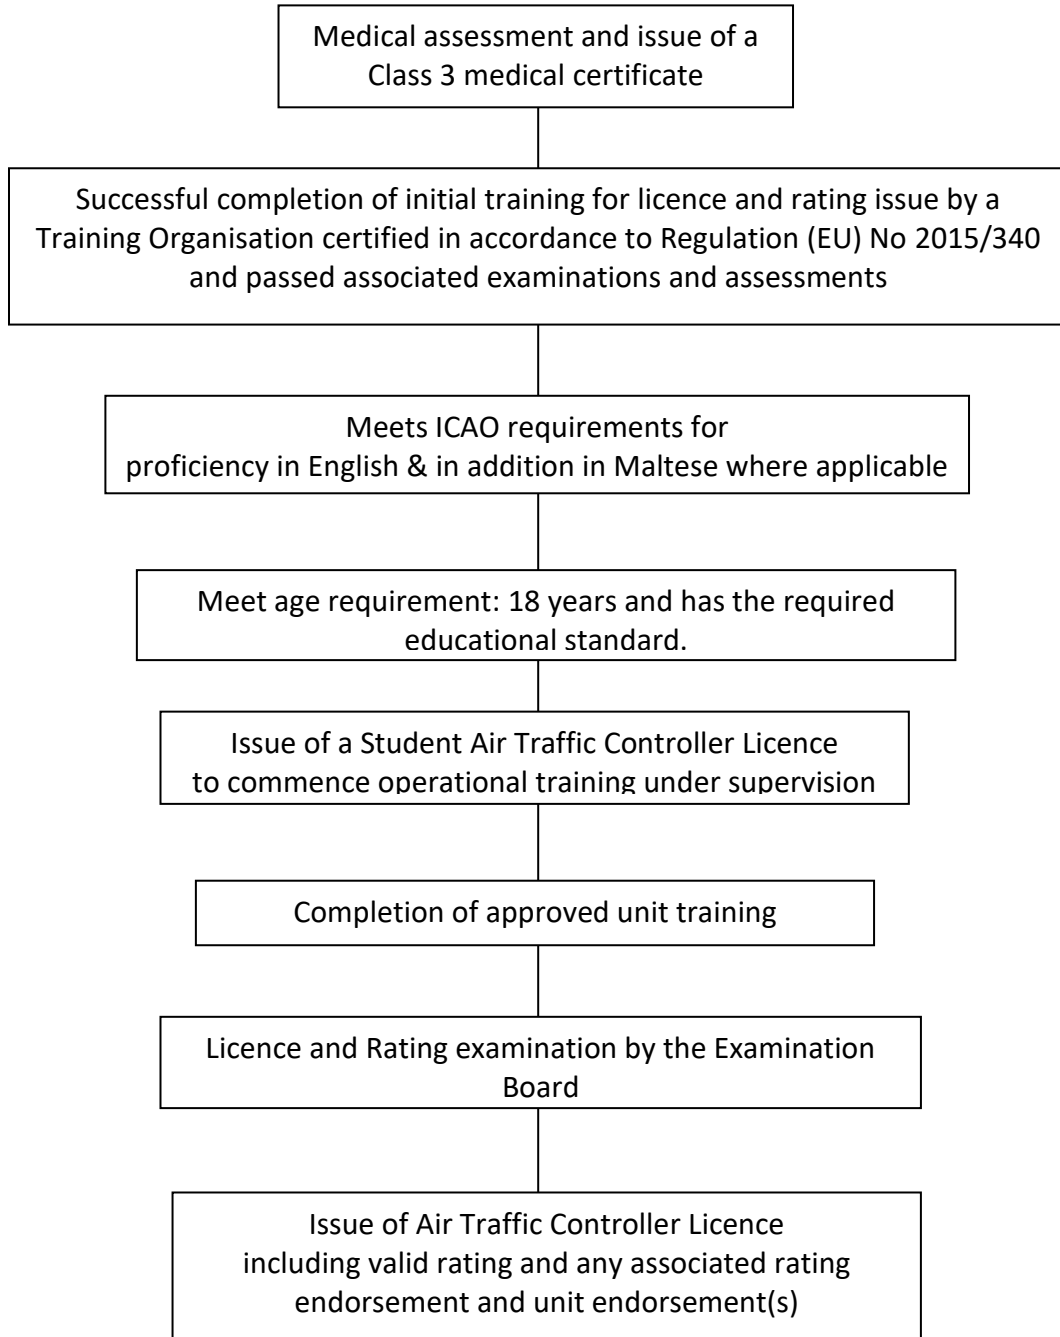 Medical assessment and issue of a
Class 3 medical certificate
Successful completion of initial training for licence and rating issue by a
Training Organisation certified in accordance to Regulation (EU) No 2015/340
and passed associated examinations and assessments
Meets ICAO requirements for
proficiency in English & in addition in Maltese where applicable
Meet age requirement: 18 years and has the required
educational standard.
Issue of a Student Air Traffic Controller Licence
to commence operational training under supervision
Completion of approved unit training
Licence and Rating examination by the Examination
Board
Issue of Air Traffic Controller Licence
including valid rating and any associated rating
endorsement and unit endorsement(s)